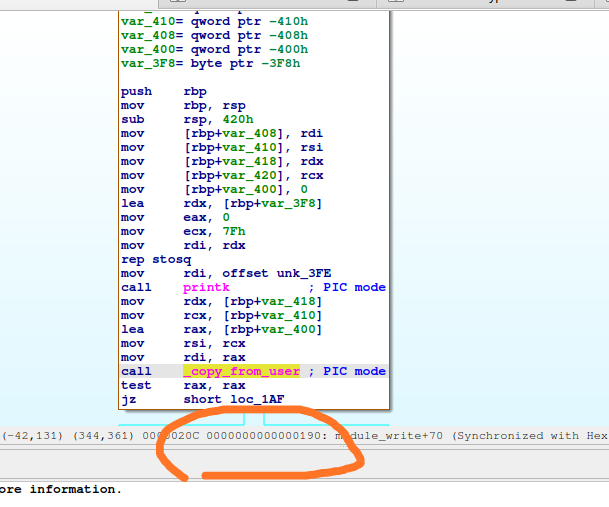 var_410= qword ptr -410h
var_408= qword ptr -408h
var_400= qword ptr -400h
var_3F8= byte ptr -3F8h
push rbp
mov rbp, rsp
sub rsp, 420h
mov [rbp+var_408], rdi
mov [rbp+var_410], rsi
mov [rbp+var_418], rdx
mov [rbp+var_420], rcx
mov [rbp+var_400], 0
lea rdx, [rbp+var_3F8]
mov eax, 0
mov ecx, 7Fh
mov rdi, rdx
rep stosq
mov rdi, offset unk_3FE
call printk ; PIC mode
mov rdx, [rbp+var_418]
mov rcx, [rbp+var_410]
lea rax, [rbp+var_400]
mov rsi, rcx
mov rdi, rax
call _copy_from_user ; PIC mode
test rax, rax
jz short loc_1AF
(-42,131) (344,361) 0000020C 0000000000000190: module_write+70 (Synchronized with Hex
ore information.